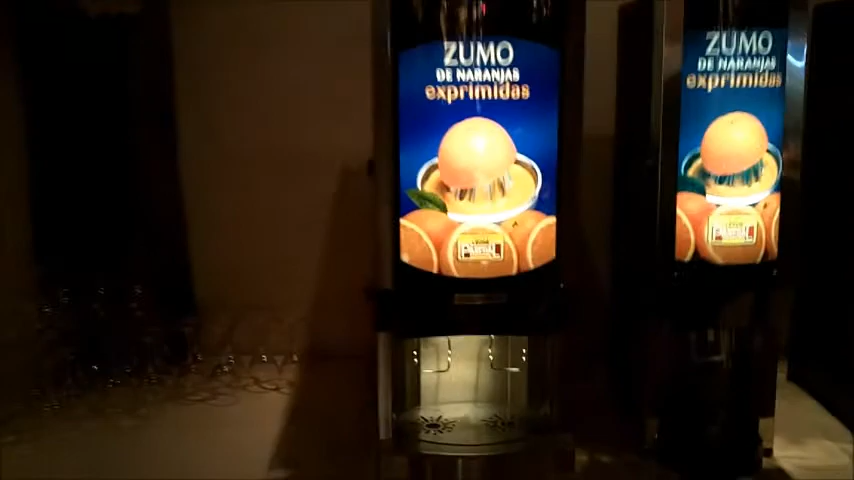 ZUMO
DE NARANJAS
exprimidas
ZUMO
DE NARANJAS
exprimidas